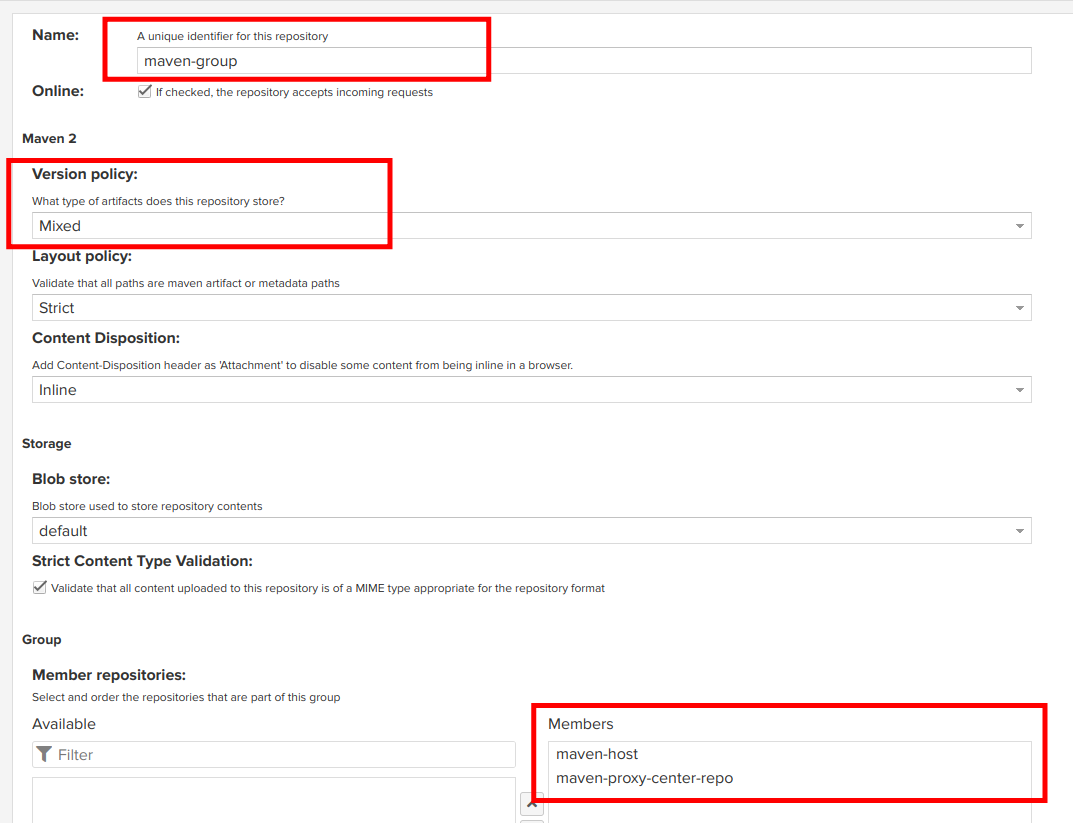 Name:
A unique identifier for this repository
maven-group
Online:
If checked, the repository accepts incoming requests
Maven 2
Version policy:
What type of artifacts does this repository store?
Mixed
Layout policy:
Validate that all paths are maven artifact or metadata paths
Strict
Content Disposition:
Add Content-Disposition header as 'Attachment' to disable some content from being inline in a browser.
Inline
Storage
Blob store:
Blob store used to store repository contents
default
Strict Content Type Validation:
Validate that all content uploaded to this repository is of a MIME type appropriate for the repository format
Group
Member repositories:
Select and order the repositories that are part of this group
Available
Filter
Members
maven-host
maven-proxy-center-repo